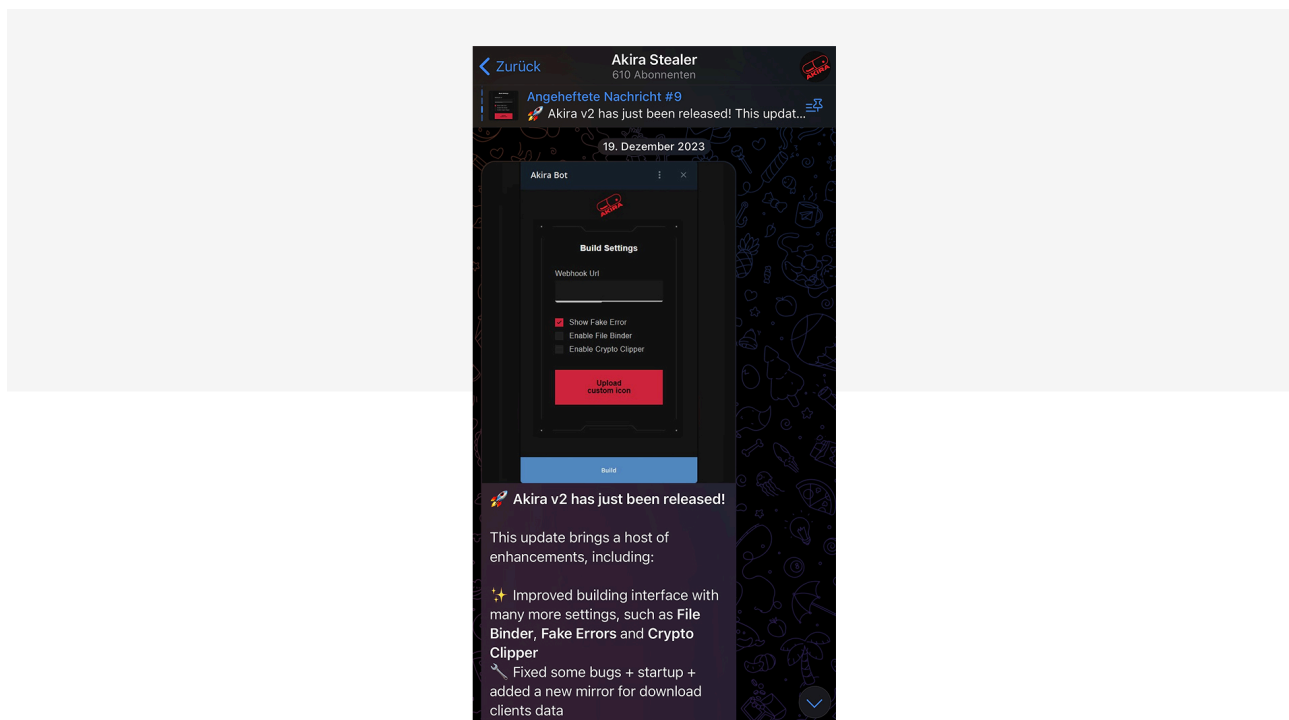 Zurück
Akira Stealer
610 Abonnenten
AKIRA
Angeheftete Nachricht #9
🚀 Akira v2 has just been released! This updat...
19. Dezember 2023
Akira Bot
AKIRA
Build Settings
Webhook Url
Show Fake Error
Enable File Binder
Enable Crypto Clipper
Upload
custom icon
Build
🚀 Akira v2 has just been released!
This update brings a host of
enhancements, including:
✨ Improved building interface with
many more settings, such as File
Binder, Fake Errors and Crypto
Clipper
🔧 Fixed some bugs + startup +
added a new mirror for download
clients data